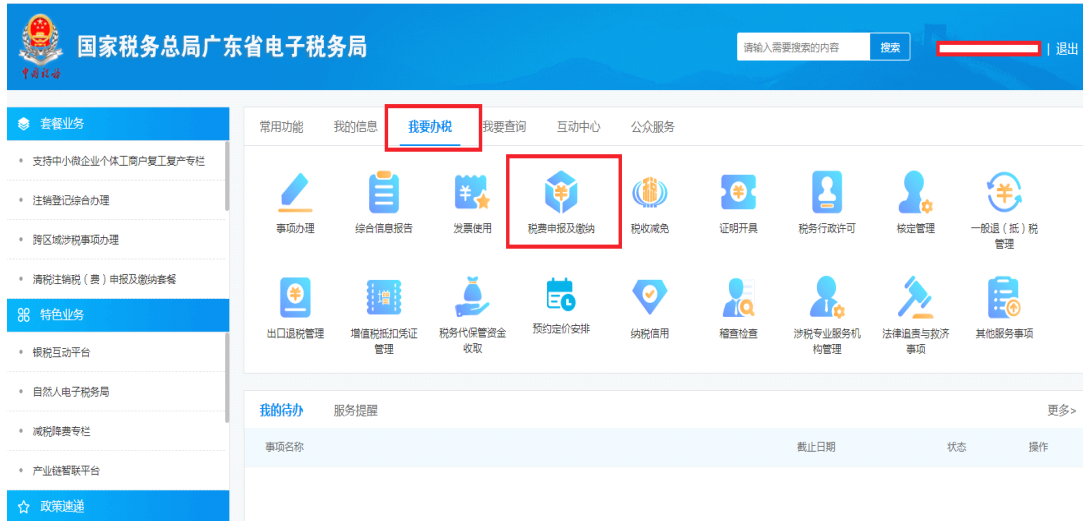 国家税务总局广东省电子税务局
中国税务
请输入需要搜索的内容
搜索
| 退出
套餐业务
支持中小微企业个体工商户复工复产专栏
注销登记综合办理
跨区域涉税事项办理
清税注销税（费）申报及缴纳套餐
特色业务
银税互动平台
自然人电子税务局
减税降费专栏
产业链智联平台
政策速递
常用功能 我的信息 我要办税 我要查询 互动中心 公众服务
事项办理 综合信息报告 发票使用 税费申报及缴纳 税收减免 证明开具 税务行政许可 核定管理 一般退（抵）税
管理
增
出口退税管理 增值税抵扣凭证 税务代保管资金 预约定价安排 纳税信用 稽查检查 涉税专业服务机 法律追责与救济 其他服务事项
管理 收取 构管理 事项
我的待办 服务提醒 更多>
事项名称 截止日期 状态 操作